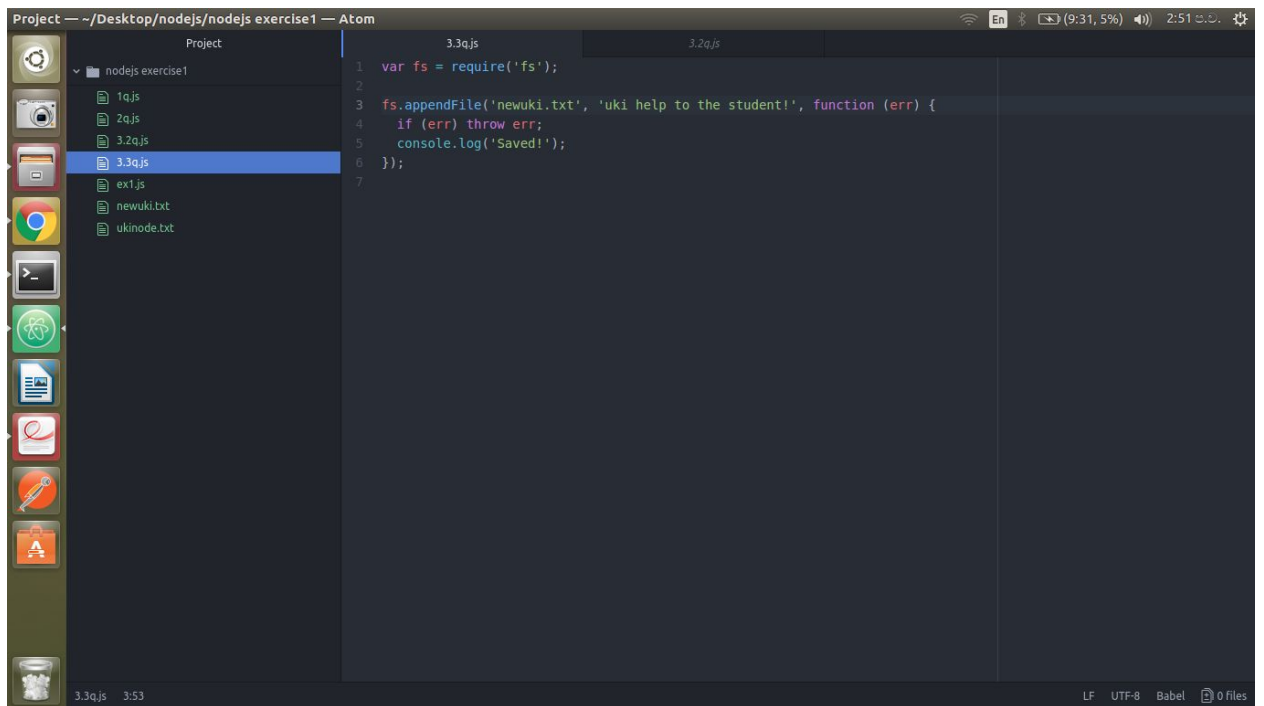 Project — ~/Desktop/nodejs/nodejs exercise1 — Atom
En
(9:31, 5%)
2:51 ප.ව.
Project
3.3q.js
3.2q.js
nodejs exercise1
1q.js
2q.js
3.2q.js
3.3q.js
ex1.js
newuki.txt
ukinode.txt
1 var fs = require('fs');
2
3 fs.appendFile('newuki.txt', 'uki help to the student!', function (err) {
4 if (err) throw err;
5 console.log('Saved!');
6 });
7
3.3q.js 3:53
LF UTF-8 Babel 0 files